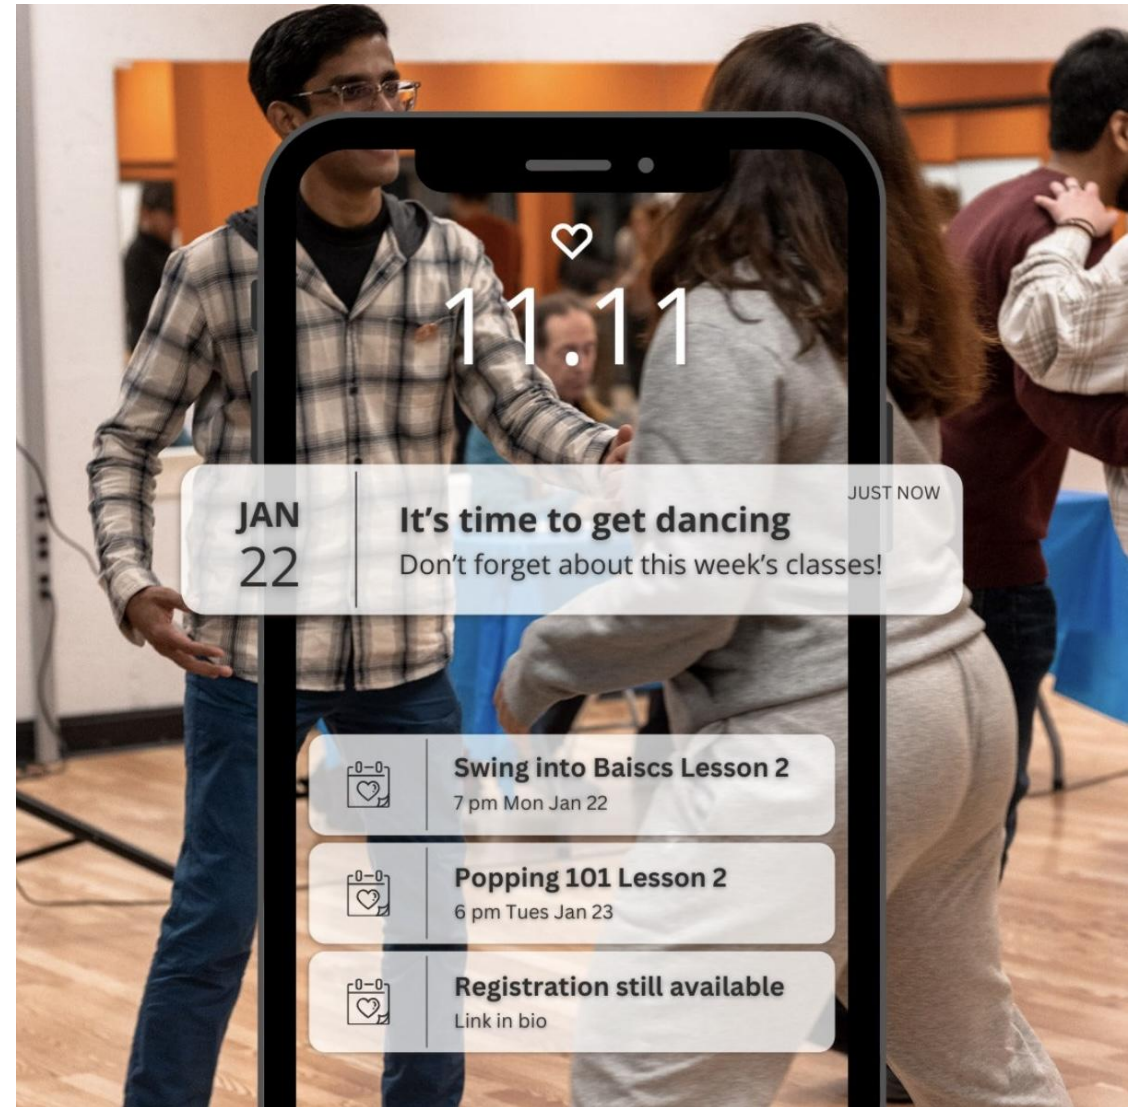 11.11
JUST NOW
JAN
22
It's time to get dancing
Don't forget about this week's classes!
Swing into Baiscs Lesson 2
7 pm Mon Jan 22
Popping 101 Lesson 2
6 pm Tues Jan 23
Registration still available
Link in bio